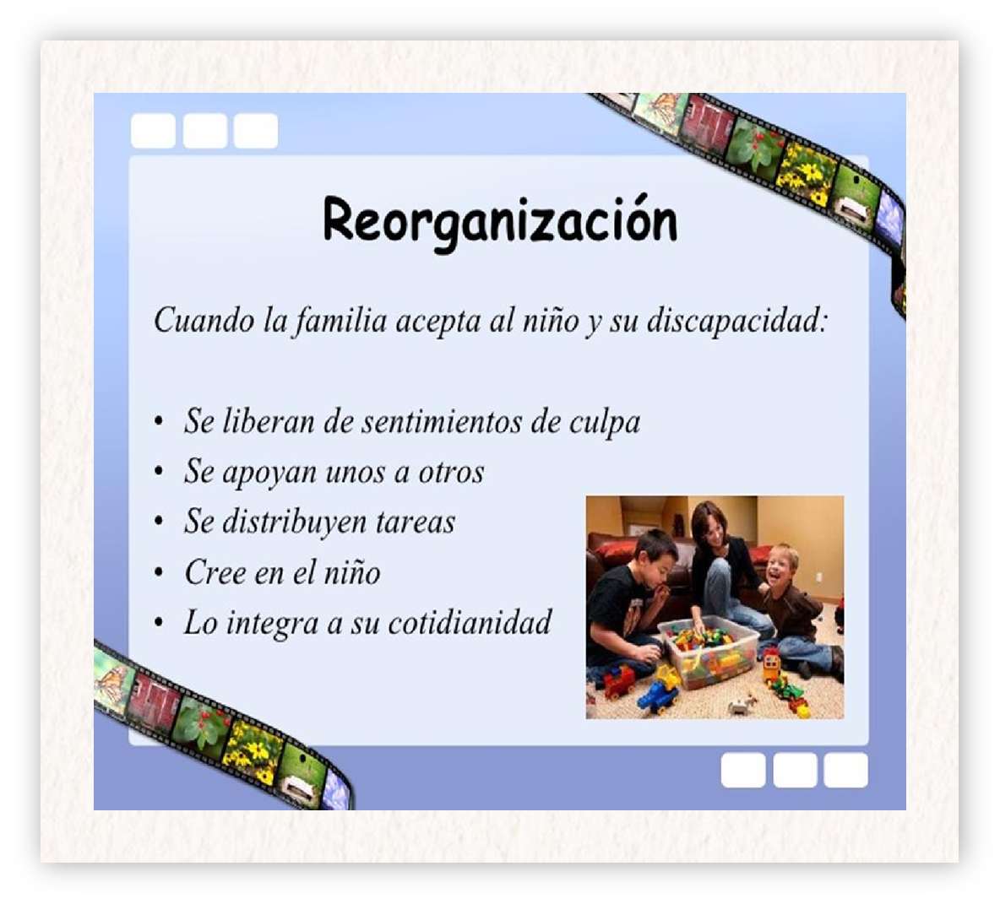 Reorganización
Cuando la familia acepta al niño y su discapacidad:
• Se liberan de sentimientos de culpa
• Se apoyan unos a otros
• Se distribuyen tareas
• Cree en el niño
• Lo integra a su cotidianidad